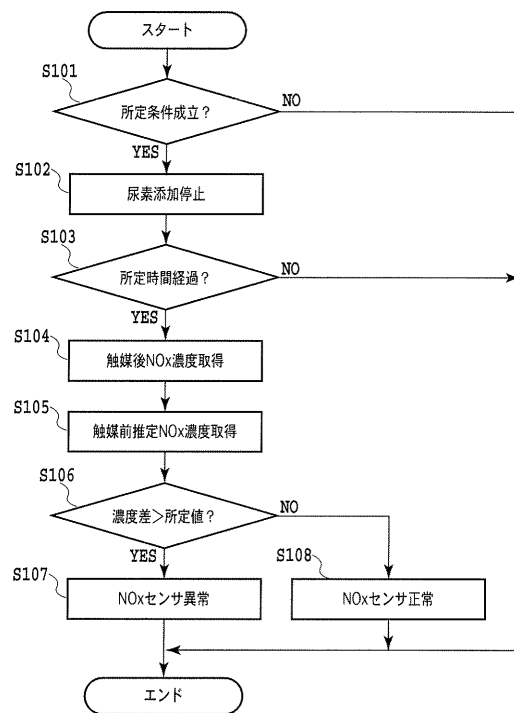 スタート
S101
所定条件成立?
NO
YES
S102
尿素添加停止
S103
所定時間経過?
NO
YES
S104
触媒後NOx濃度取得
S105
触媒前推定NOx濃度取得
S106
濃度差>所定値?
NO
YES
S107
NOxセンサ異常
S108
NOxセンサ正常
エンド